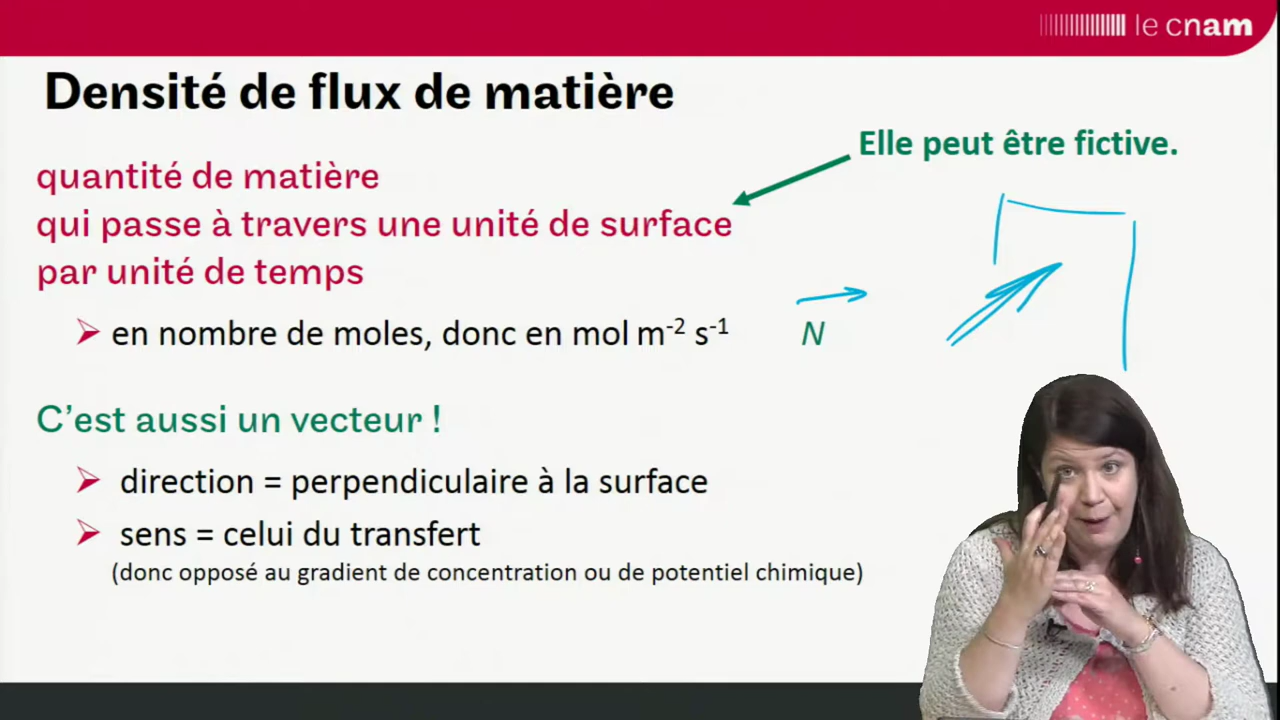 le cnam
Densité de flux de matière
Elle peut être fictive.
quantité de matière
qui passe à travers une unité de surface
par unité de temps
➢ en nombre de moles, donc en mol m⁻² s⁻¹
N
C'est aussi un vecteur !
➢ direction = perpendiculaire à la surface
➢ sens = celui du transfert
(donc opposé au gradient de concentration ou de potentiel chimique)